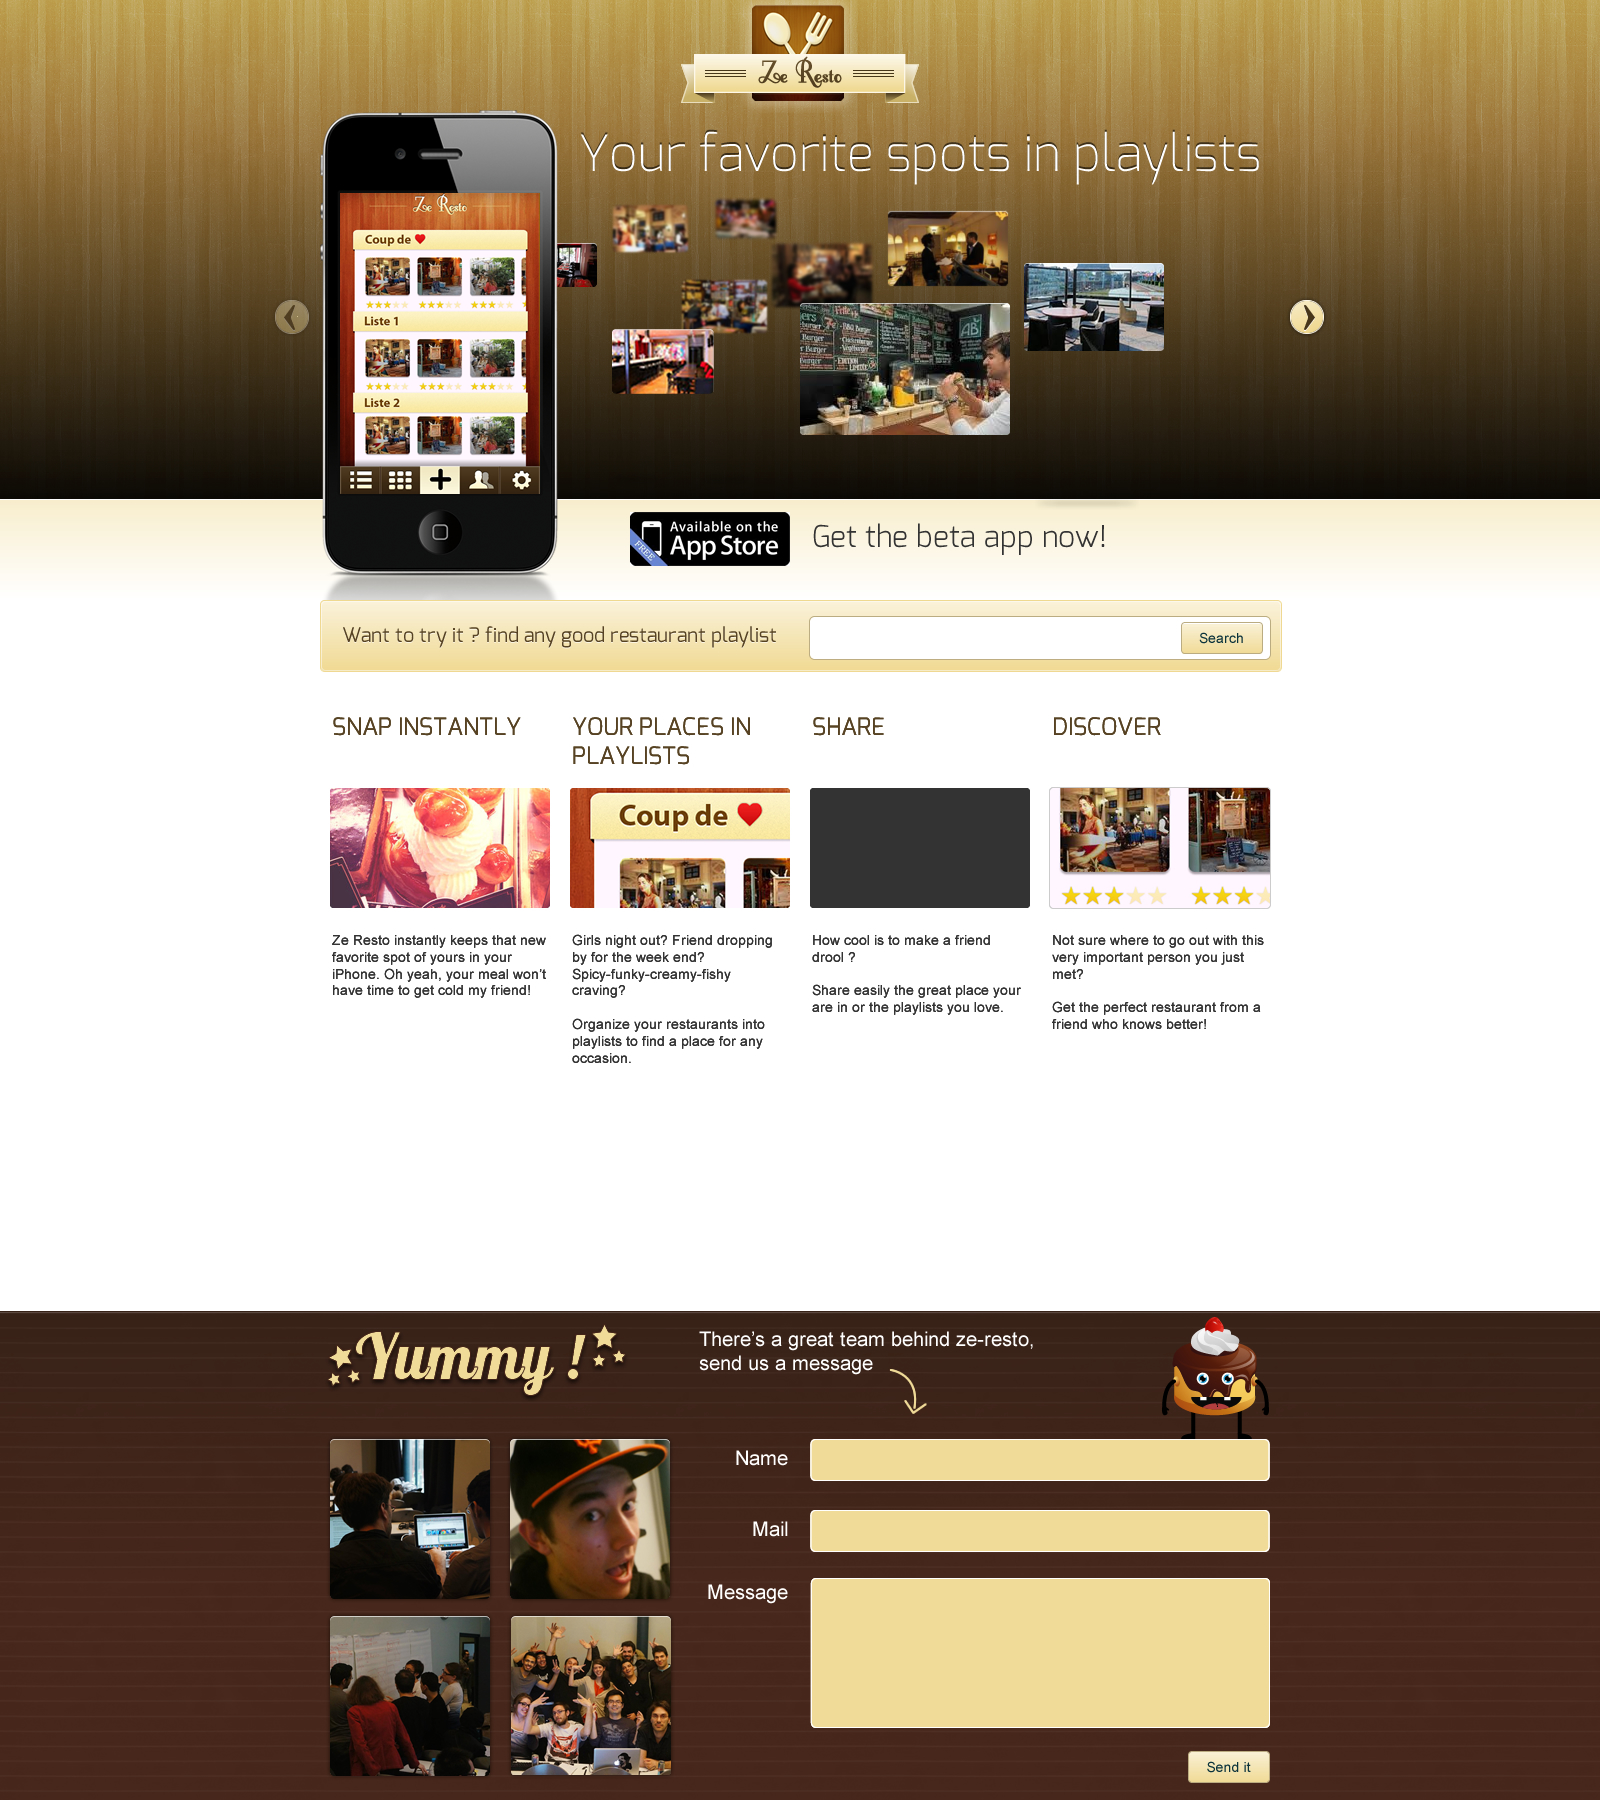 Ze Resto
Your favorite spots in playlists
Ze Resto
Coup de
Liste 1
Liste 2
FREE
Available on the
App Store
Get the beta app now!
Want to try it ? find any good restaurant playlist
Search
SNAP INSTANTLY
YOUR PLACES IN
PLAYLISTS
SHARE
DISCOVER
Coup de
Ze Resto instantly keeps that new
favorite spot of yours in your
iPhone. Oh yeah, your meal won’t
have time to get cold my friend!
Girls night out? Friend dropping
by for the week end?
Spicy-funky-creamy-fishy
craving?
Organize your restaurants into
playlists to find a place for any
occasion.
How cool is to make a friend
drool ?
Share easily the great place your
are in or the playlists you love.
Not sure where to go out with this
very important person you just
met?
Get the perfect restaurant from a
friend who knows better!
Yummy !
There’s a great team behind ze-resto,
send us a message
Name
Mail
Message
Send it